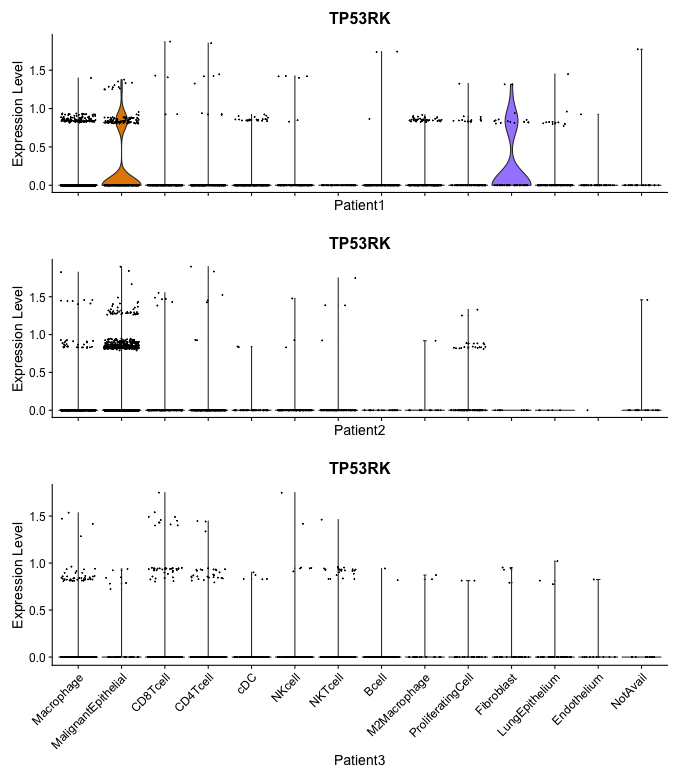 TP53RK
Expression Level
1.5
1.0
0.5
0.0
Patient1
TP53RK
Expression Level
1.5
1.0
0.5
0.0
Patient2
TP53RK
Expression Level
1.5
1.0
0.5
0.0
Macrophage
MalignantEpithelial
CD8Tcell
CD4Tcell
cDC
NKcell
NKTcell
Bcell
M2Macrophage
ProliferatingCell
Fibroblast
LungEpithelium
Endothelium
NotAvail
Patient3